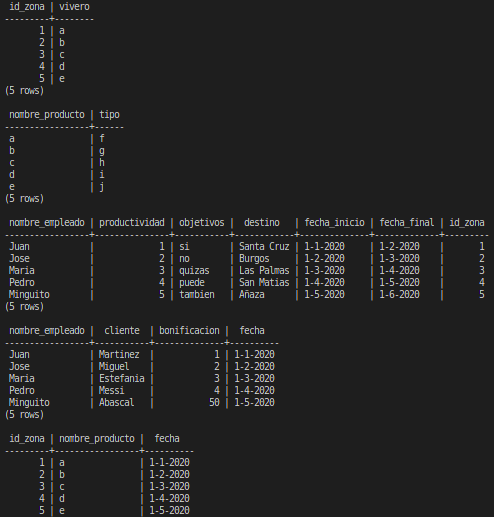 id_zona | vivero
---------+--------
       1 | a
       2 | b
       3 | c
       4 | d
       5 | e
(5 rows)

 nombre_producto | tipo
-----------------+------
 a               | f
 b               | g
 c               | h
 d               | i
 e               | j
(5 rows)

 nombre_empleado | productividad | objetivos |  destino   | fecha_inicio | fecha_final | id_zona
-----------------+---------------+-----------+------------+--------------+-------------+---------
 Juan            |             1 | si        | Santa Cruz | 1-1-2020     | 1-2-2020    |       1
 Jose            |             2 | no        | Burgos     | 1-2-2020     | 1-3-2020    |       2
 Maria           |             3 | quizas    | Las Palmas | 1-3-2020     | 1-4-2020    |       3
 Pedro           |             4 | puede     | San Matias | 1-4-2020     | 1-5-2020    |       4
 Minguito        |             5 | tambien   | Añaza      | 1-5-2020     | 1-6-2020    |       5
(5 rows)

 nombre_empleado |  cliente  | bonificacion |  fecha
-----------------+-----------+--------------+----------
 Juan            | Martinez  |            1 | 1-1-2020
 Jose            | Miguel    |            2 | 1-2-2020
 Maria           | Estefania |            3 | 1-3-2020
 Pedro           | Messi     |            4 | 1-4-2020
 Minguito        | Abascal   |           50 | 1-5-2020
(5 rows)

 id_zona | nombre_producto |  fecha
---------+-----------------+----------
       1 | a               | 1-1-2020
       2 | b               | 1-2-2020
       3 | c               | 1-3-2020
       4 | d               | 1-4-2020
       5 | e               | 1-5-2020